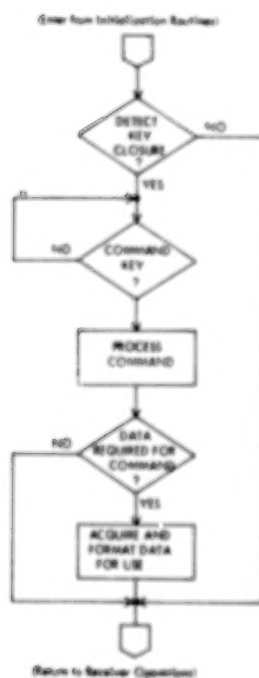 (Enter from Initialization Routines)
DETECT
KEY
CLOSURE
?
NO
YES
NO
COMMAND
KEY
?
PROCESS
COMMAND
NO
DATA
REQUIRED FOR
COMMAND
?
YES
ACQUIRE AND
FORMAT DATA
FOR USE
(Return to Receiver Operations)